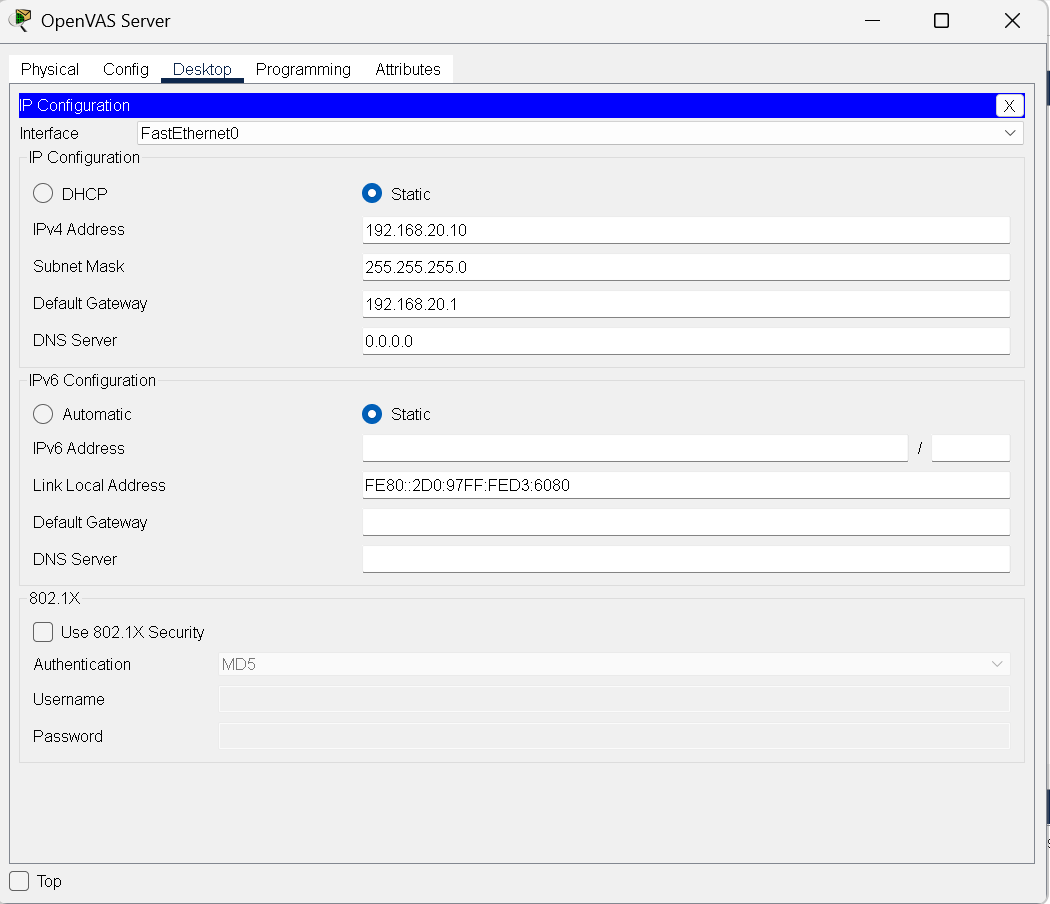 OpenVAS Server
Physical Config Desktop Programming Attributes
IP Configuration X
Interface FastEthernet0
IP Configuration
DHCP Static
IPv4 Address 192.168.20.10
Subnet Mask 255.255.255.0
Default Gateway 192.168.20.1
DNS Server 0.0.0.0
IPv6 Configuration
Automatic Static
IPv6 Address /
Link Local Address FE80::2D0:97FF:FED3:6080
Default Gateway
DNS Server
802.1X
Use 802.1X Security
Authentication MD5
Username
Password
Top